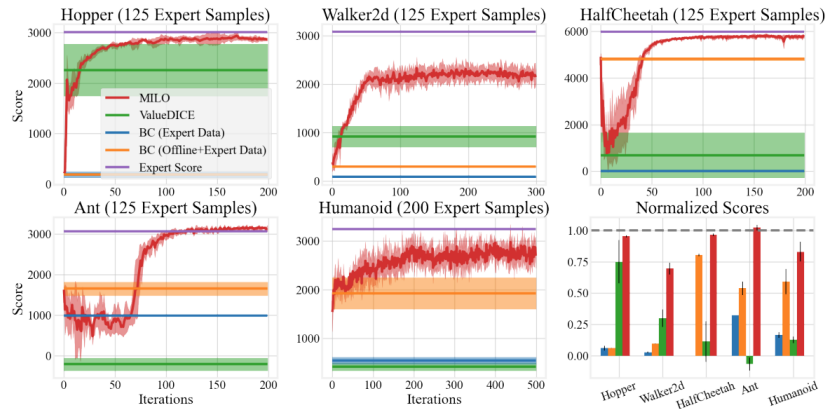 Hopper (125 Expert Samples)
3000
2000
1000
0
Score
0
50
100
150
200
MILO
ValueDICE
BC (Expert Data)
BC (Offline+Expert Data)
Expert Score
Walker2d (125 Expert Samples)
3000
2000
1000
0
0
100
200
300
HalfCheetah (125 Expert Samples)
6000
4000
2000
0
0
50
100
150
200
Ant (125 Expert Samples)
3000
2000
1000
0
Score
0
50
100
150
200
Iterations
Humanoid (200 Expert Samples)
3000
2000
1000
0
100
200
300
400
500
Iterations
Normalized Scores
1.00
0.75
0.50
0.25
0.00
Hopper
Walker2d
HalfCheetah
Ant
Humanoid